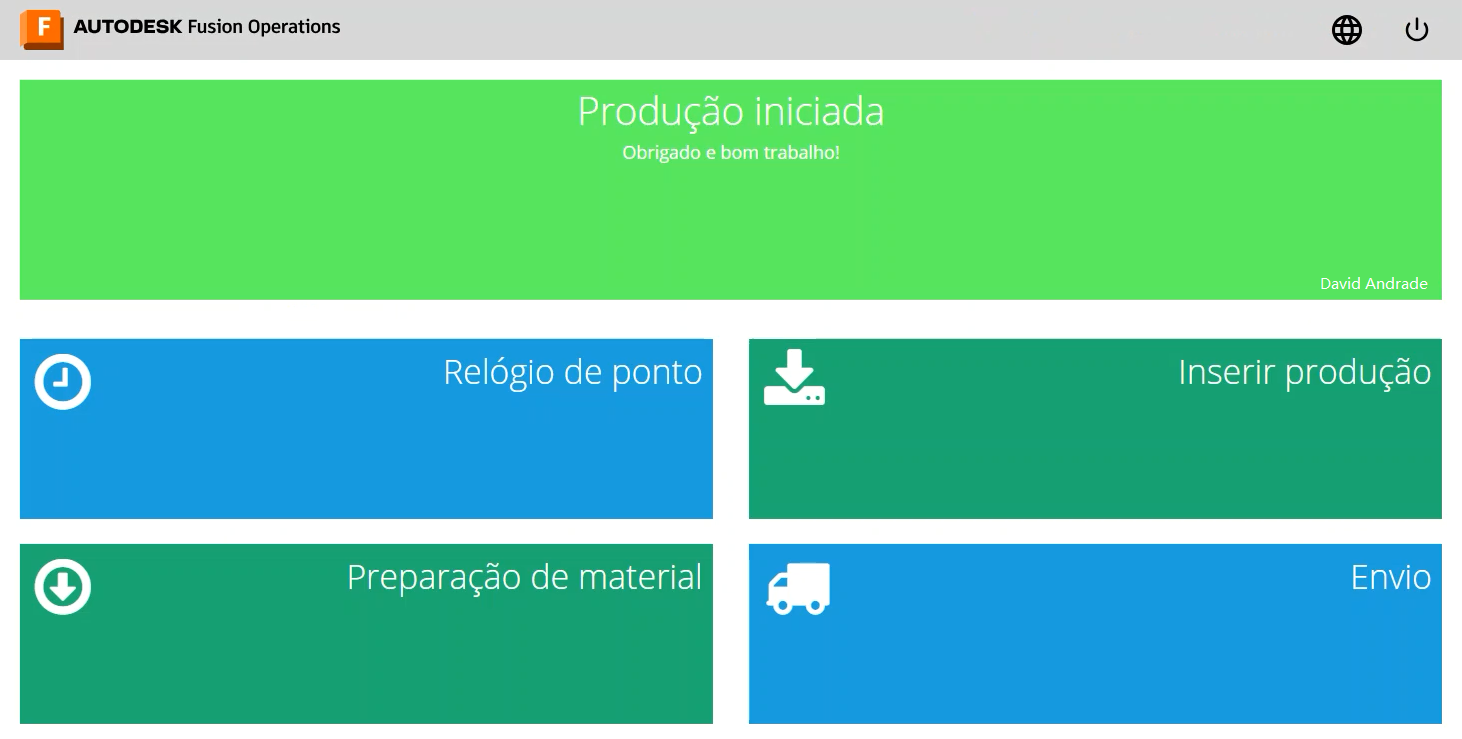 F AUTODESK Fusion Operations
Produção iniciada
Obrigado e bom trabalho!
David Andrade
Relógio de ponto
Inserir produção
Preparação de material
Envio